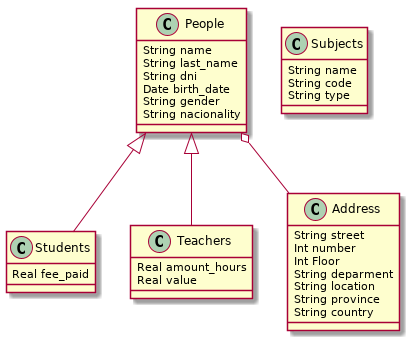 C People
String name
String last_name
String dni
Date birth_date
String gender
String nacionality
C Subjects
String name
String code
String type
C Students
Real fee_paid
C Teachers
Real amount_hours
Real value
C Address
String street
Int number
Int Floor
String deparment
String location
String province
String country